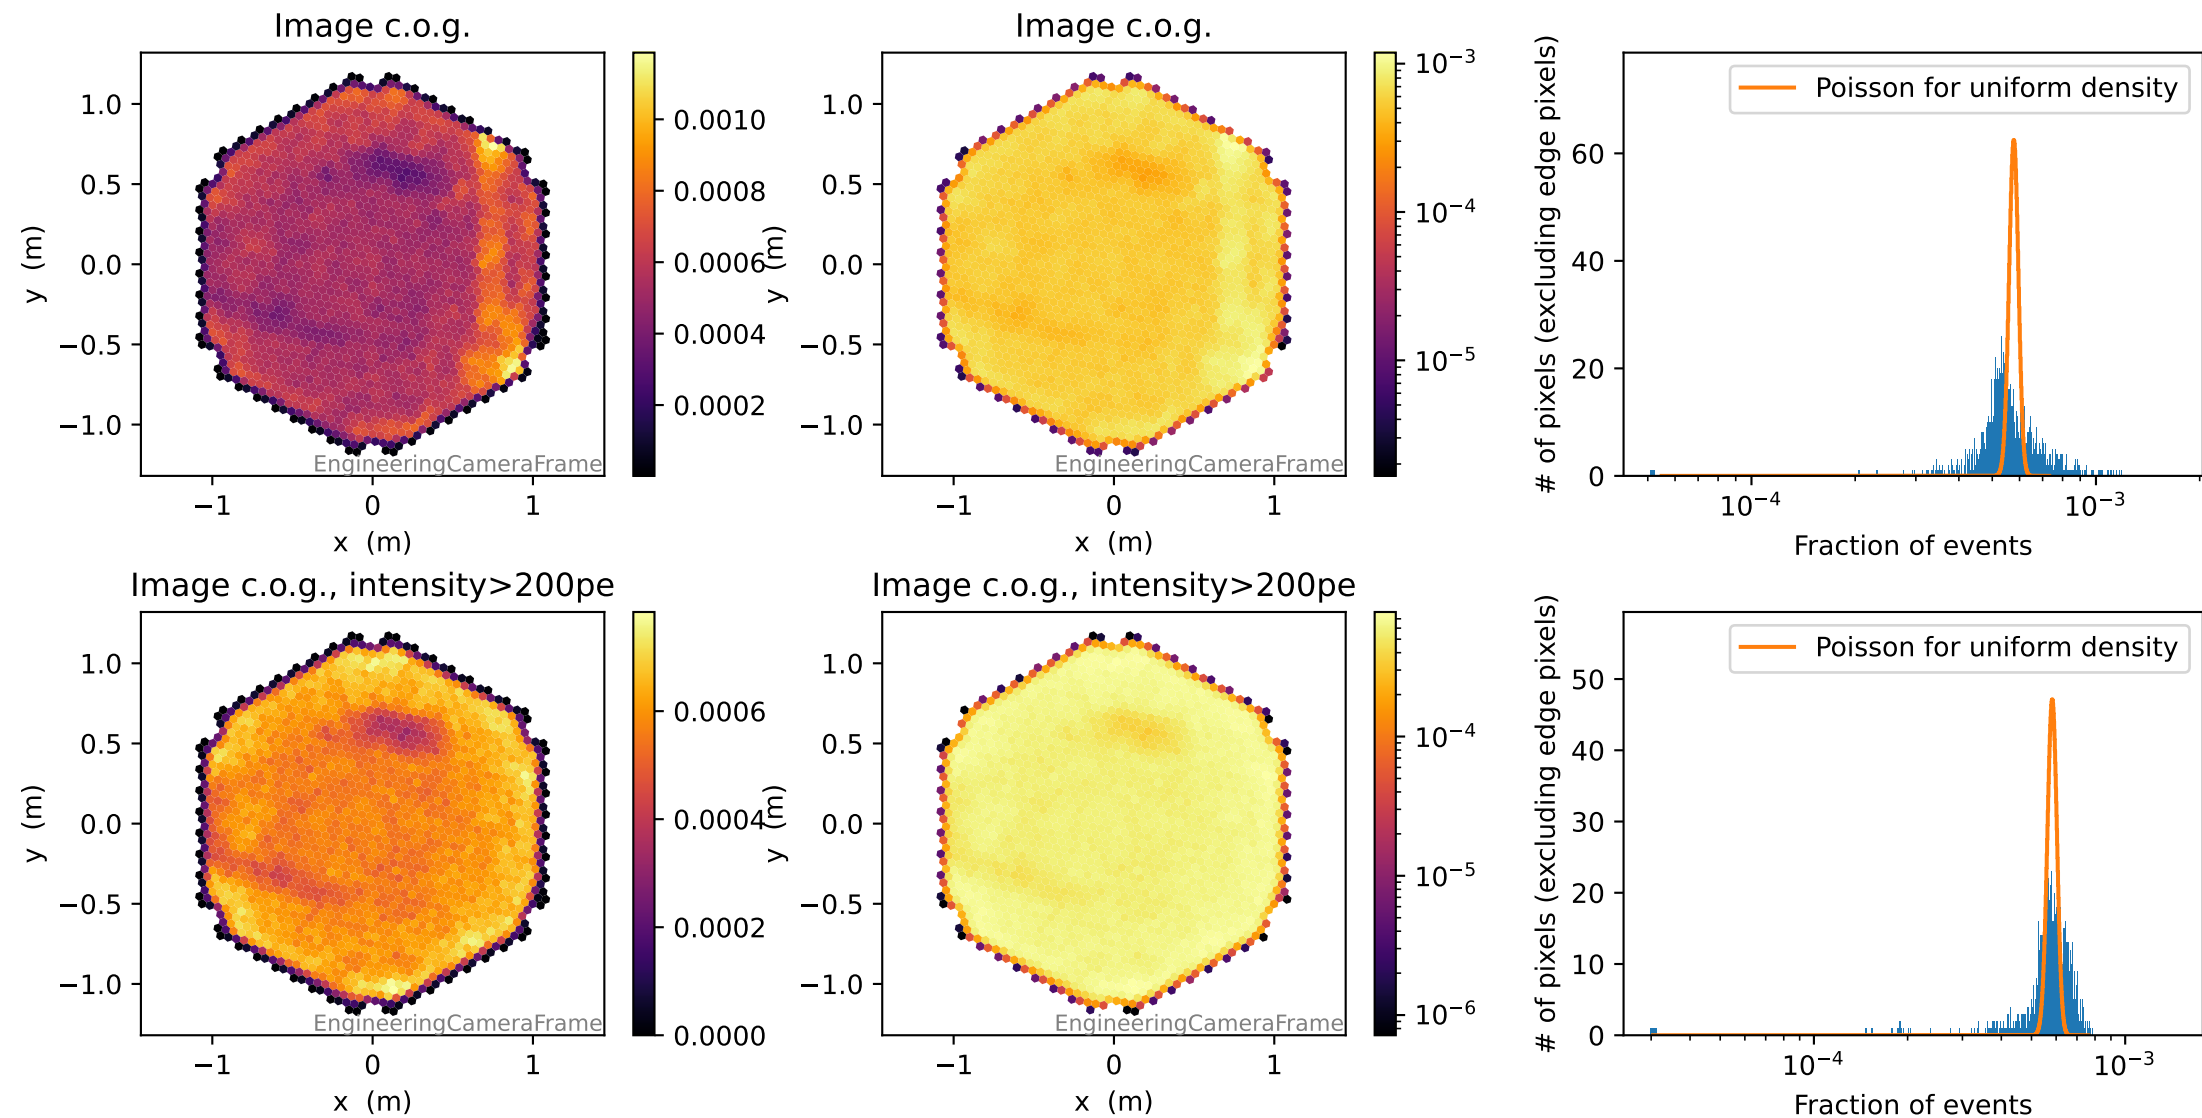 Image c.o.g.
1.0
0.5
0.0
−0.5
−1.0
y (m)
−1
0
1
x (m)
EngineeringCameraFrame
0.0010
0.0008
0.0006
0.0004
0.0002
Image c.o.g.
1.0
0.5
0.0
−0.5
−1.0
y (m)
−1
0
1
x (m)
EngineeringCameraFrame
10⁻³
10⁻⁴
10⁻⁵
Poisson for uniform density
# of pixels (excluding edge pixels)
60
40
20
0
10⁻⁴
10⁻³
Fraction of events
Image c.o.g., intensity>200pe
1.0
0.5
0.0
−0.5
−1.0
y (m)
−1
0
1
x (m)
EngineeringCameraFrame
0.0006
0.0004
0.0002
0.0000
Image c.o.g., intensity>200pe
1.0
0.5
0.0
−0.5
−1.0
y (m)
−1
0
1
x (m)
EngineeringCameraFrame
10⁻⁴
10⁻⁵
10⁻⁶
Poisson for uniform density
# of pixels (excluding edge pixels)
50
40
30
20
10
0
10⁻⁴
10⁻³
Fraction of events